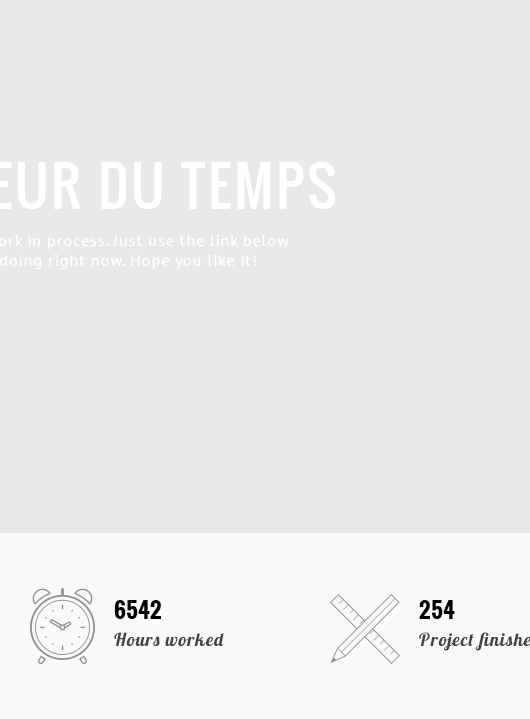 EUR DU TEMPS
ork in process. Just use the link below
doing right now. Hope you like it!
6542
Hours worked
254
Project finishe